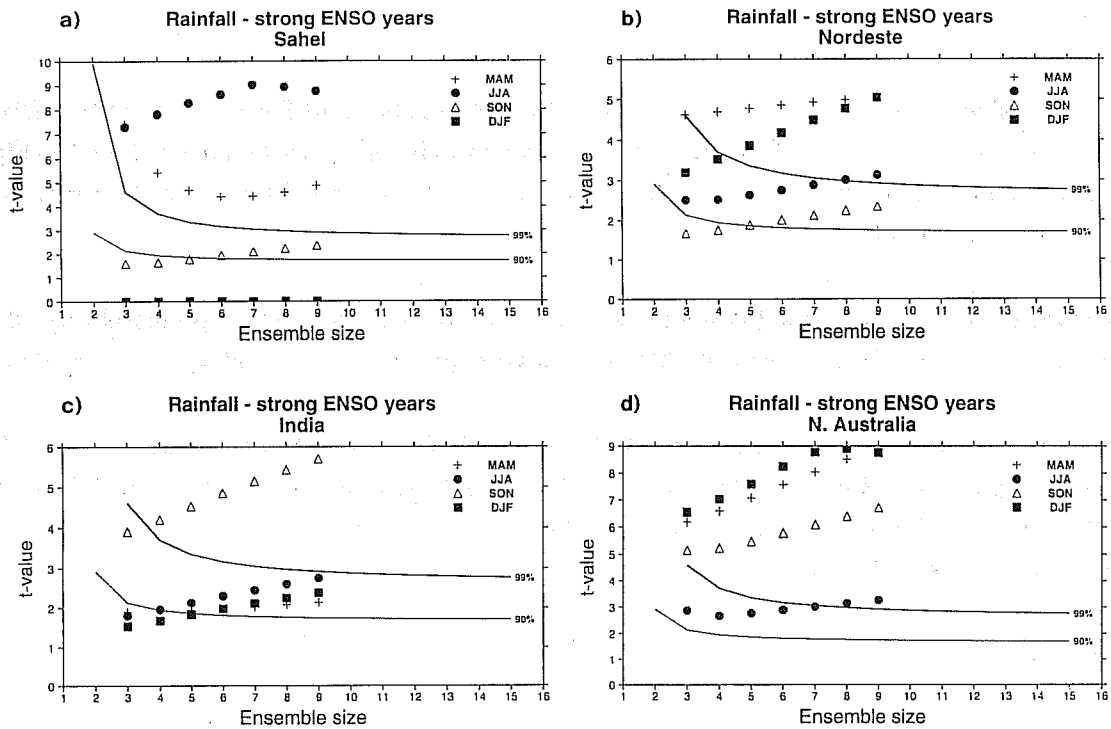 a)
Rainfall - strong ENSO years
Sahel
10
9
8
7
6
5
4
3
2
1
0
t-value
MAM
JJA
SON
DJF
99%
90%
1 2 3 4 5 6 7 8 9 10 11 12 13 14 15 16
Ensemble size
b)
Rainfall - strong ENSO years
Nordeste
6
5
4
3
2
1
0
t-value
MAM
JJA
SON
DJF
99%
90%
1 2 3 4 5 6 7 8 9 10 11 12 13 14 15 16
Ensemble size
c)
Rainfall - strong ENSO years
India
6
5
4
3
2
1
0
t-value
MAM
JJA
SON
DJF
99%
90%
1 2 3 4 5 6 7 8 9 10 11 12 13 14 15 16
Ensemble size
d)
Rainfall - strong ENSO years
N. Australia
9
8
7
6
5
4
3
2
1
0
t-value
MAM
JJA
SON
DJF
99%
90%
1 2 3 4 5 6 7 8 9 10 11 12 13 14 15 16
Ensemble size